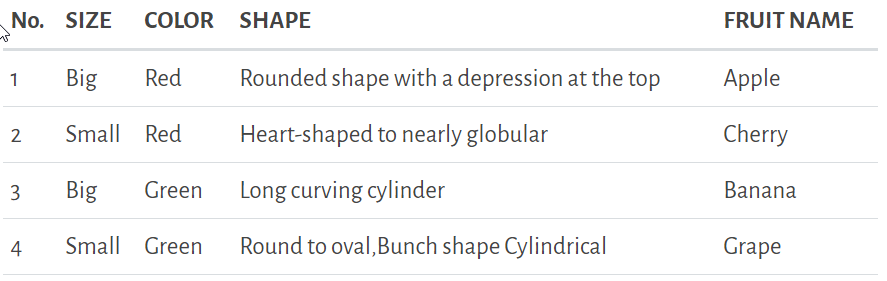 No. SIZE COLOR SHAPE FRUIT NAME
1 Big Red Rounded shape with a depression at the top Apple
2 Small Red Heart-shaped to nearly globular Cherry
3 Big Green Long curving cylinder Banana
4 Small Green Round to oval,Bunch shape Cylindrical Grape